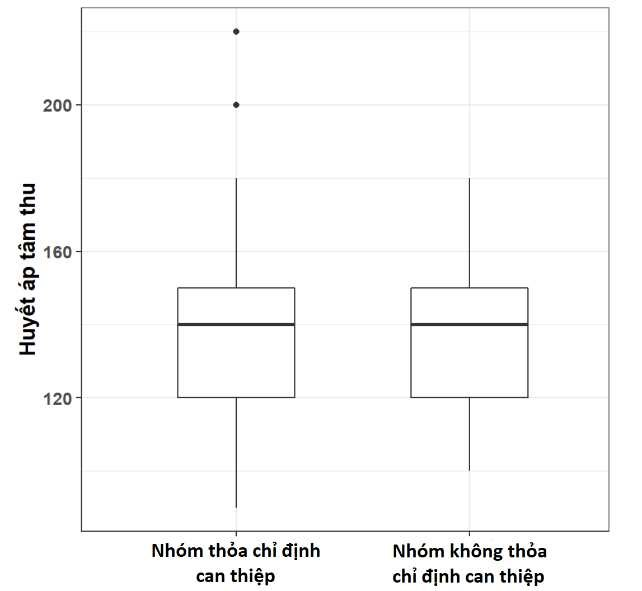 Huyết áp tâm thu
200
160
120
Nhóm thỏa chỉ định
can thiệp
Nhóm không thỏa
chỉ định can thiệp